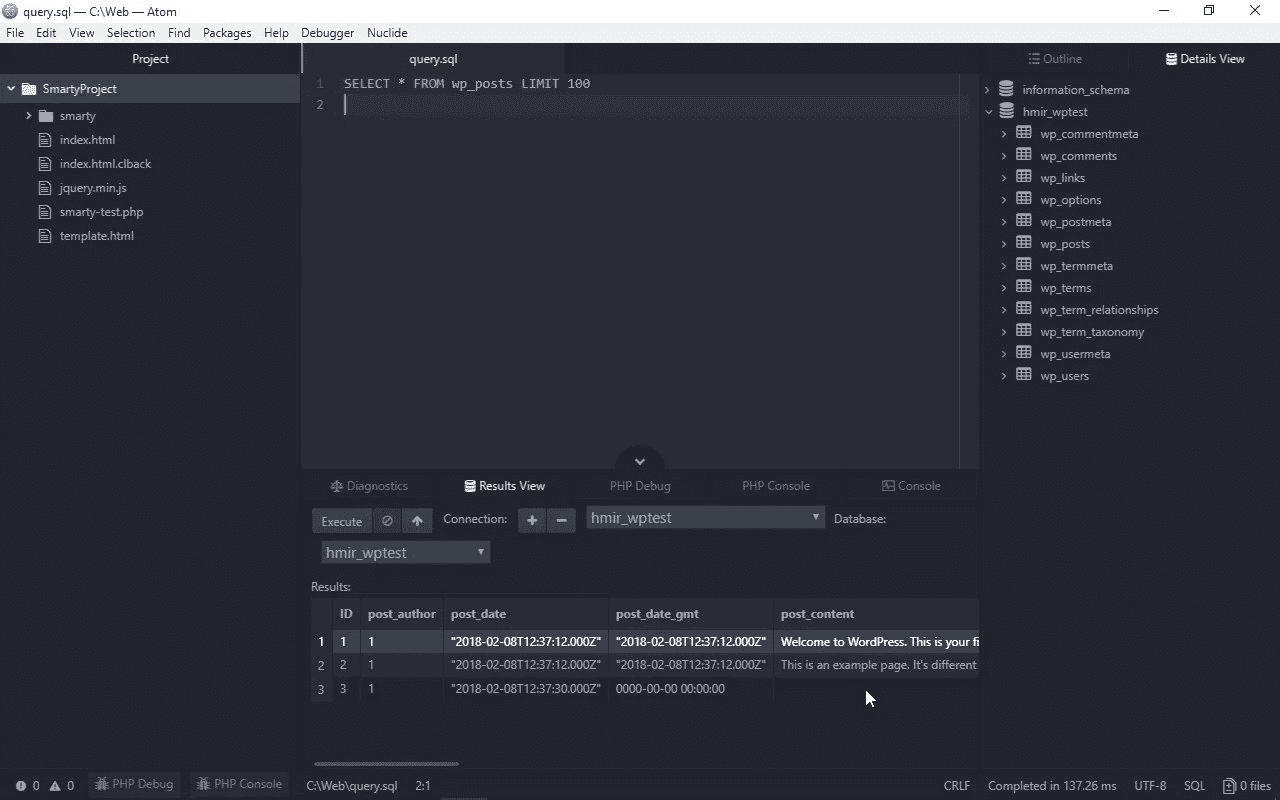 query.sql — C:\Web — Atom
File Edit View Selection Find Packages Help Debugger Nuclide
Project
SmartyProject
smarty
index.html
index.html.clback
jquery.min.js
smarty-test.php
template.html
query.sql
1 SELECT * FROM wp_posts LIMIT 100
2
Outline Details View
information_schema
hmir_wptest
wp_commentmeta
wp_comments
wp_links
wp_options
wp_postmeta
wp_posts
wp_termmeta
wp_terms
wp_term_relationships
wp_term_taxonomy
wp_usermeta
wp_users
Diagnostics Results View PHP Debug PHP Console Console
Execute Connection: hmir_wptest Database:
hmir_wptest
Results:
ID post_author post_date post_date_gmt post_content
1 1 1 "2018-02-08T12:37:12.000Z" "2018-02-08T12:37:12.000Z" Welcome to WordPress. This is your fi
2 2 1 "2018-02-08T12:37:12.000Z" "2018-02-08T12:37:12.000Z" This is an example page. It's different
3 3 1 "2018-02-08T12:37:30.000Z" 0000-00-00 00:00:00
0 0 PHP Debug PHP Console C:\Web\query.sql 2:1 CRLF Completed in 137.26 ms UTF-8 SQL 0 files